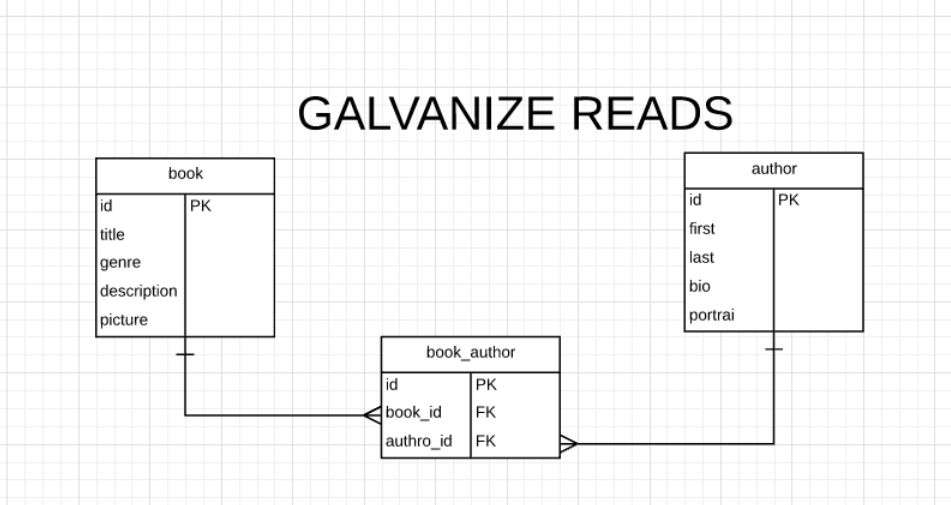 GALVANIZE READS
book
id PK
title
genre
description
picture
author
id PK
first
last
bio
portrai
book_author
id PK
book_id FK
authro_id FK